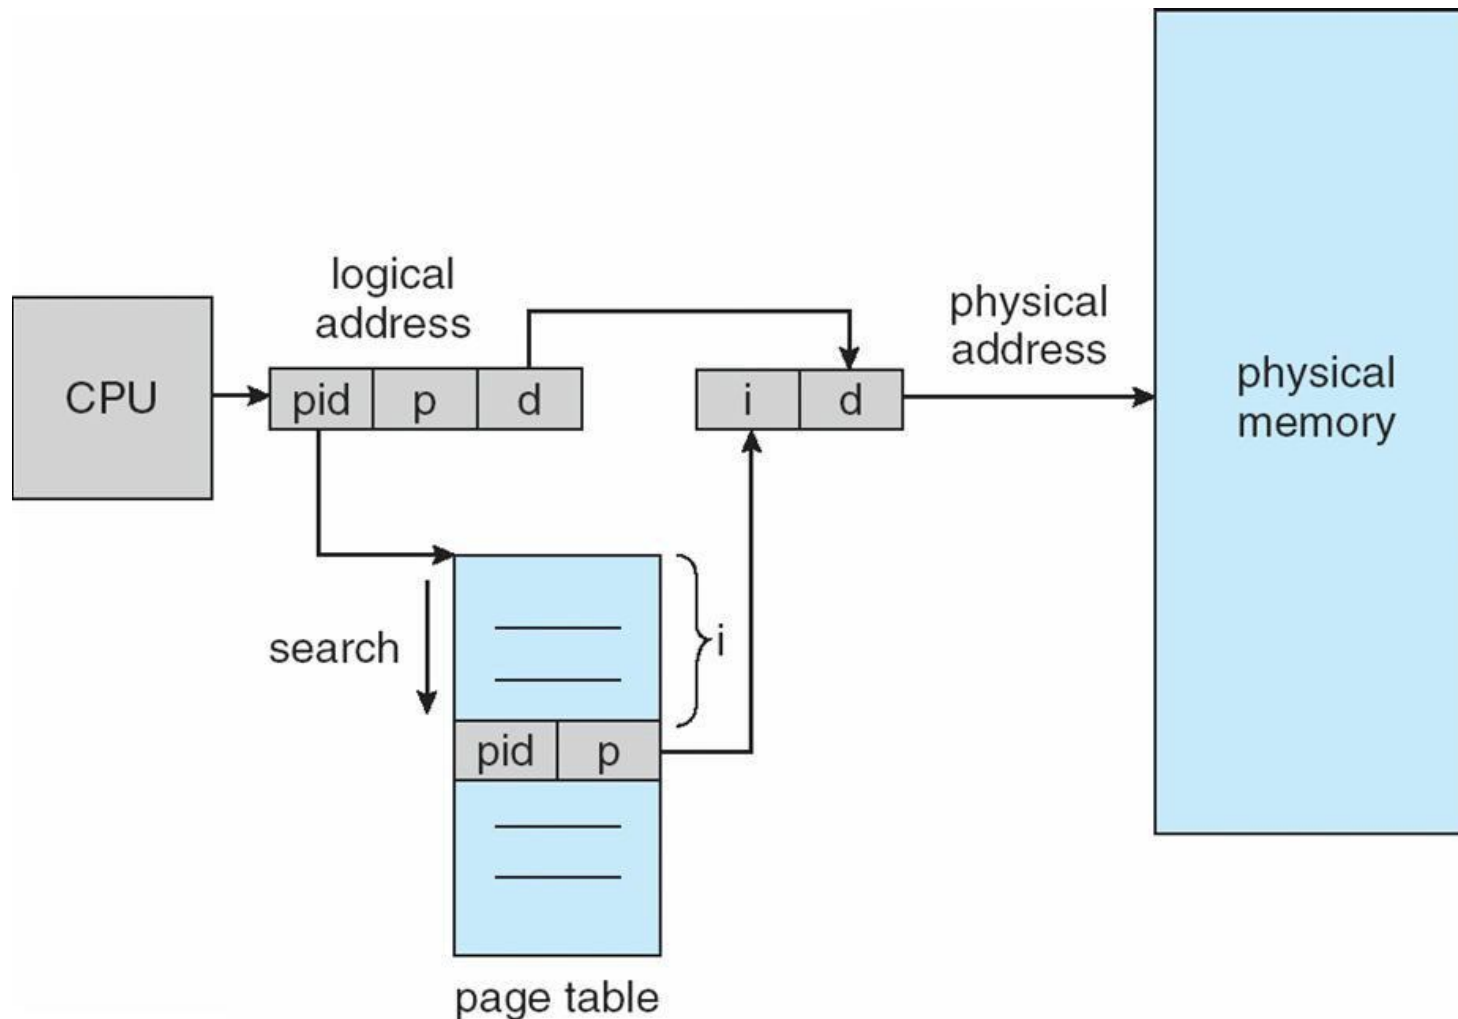 logical
address
physical
address
CPU
pid p d
i d
physical
memory
search
i
pid p
page table